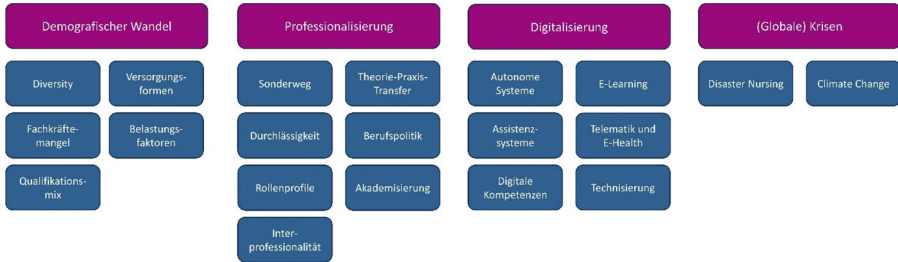 Demografischer Wandel
Diversity
Versorgungs-
formen
Fachkräfte-
mangel
Belastungs-
faktoren
Qualifikations-
mix
Professionalisierung
Sonderweg
Theorie-Praxis-
Transfer
Durchlässigkeit
Berufspolitik
Rollenprofile
Akademisierung
Inter-
professionalität
Digitalisierung
Autonome
Systeme
E-Learning
Assistenz-
systeme
Telematik und
E-Health
Digitale
Kompetenzen
Technisierung
(Globale) Krisen
Disaster Nursing
Climate Change